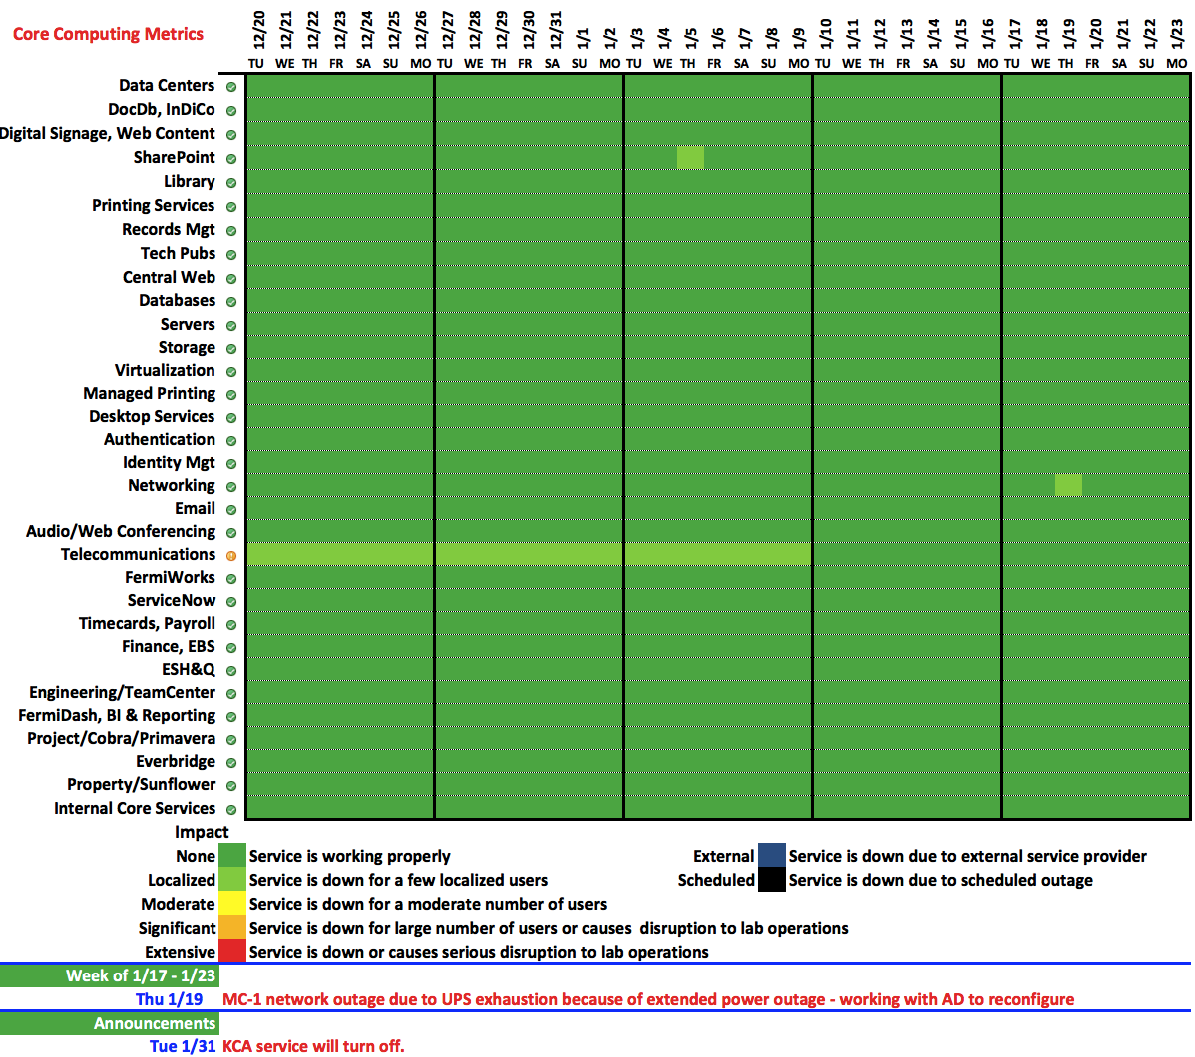 Core Computing Metrics
12/20 12/21 12/22 12/23 12/24 12/25 12/26 12/27 12/28 12/29 12/30 12/31 1/1 1/2 1/3 1/4 1/5 1/6 1/7 1/8 1/9 1/10 1/11 1/12 1/13 1/14 1/15 1/16 1/17 1/18 1/19 1/20 1/21 1/22 1/23
TU WE TH FR SA SU MO TU WE TH FR SA SU MO TU WE TH FR SA SU MO TU WE TH FR SA SU MO TU WE TH FR SA SU MO
Data Centers
DocDb, InDiCo
Digital Signage, Web Content
SharePoint
Library
Printing Services
Records Mgt
Tech Pubs
Central Web
Databases
Servers
Storage
Virtualization
Managed Printing
Desktop Services
Authentication
Identity Mgt
Networking
Email
Audio/Web Conferencing
Telecommunications
FermiWorks
ServiceNow
Timecards, Payroll
Finance, EBS
ESH&Q
Engineering/TeamCenter
FermiDash, BI & Reporting
Project/Cobra/Primavera
Everbridge
Property/Sunflower
Internal Core Services
Impact
None Service is working properly External Service is down due to external service provider
Localized Service is down for a few localized users Scheduled Service is down due to scheduled outage
Moderate Service is down for a moderate number of users
Significant Service is down for large number of users or causes disruption to lab operations
Extensive Service is down or causes serious disruption to lab operations
Week of 1/17 - 1/23
Thu 1/19 MC-1 network outage due to UPS exhaustion because of extended power outage - working with AD to reconfigure
Announcements
Tue 1/31 KCA service will turn off.